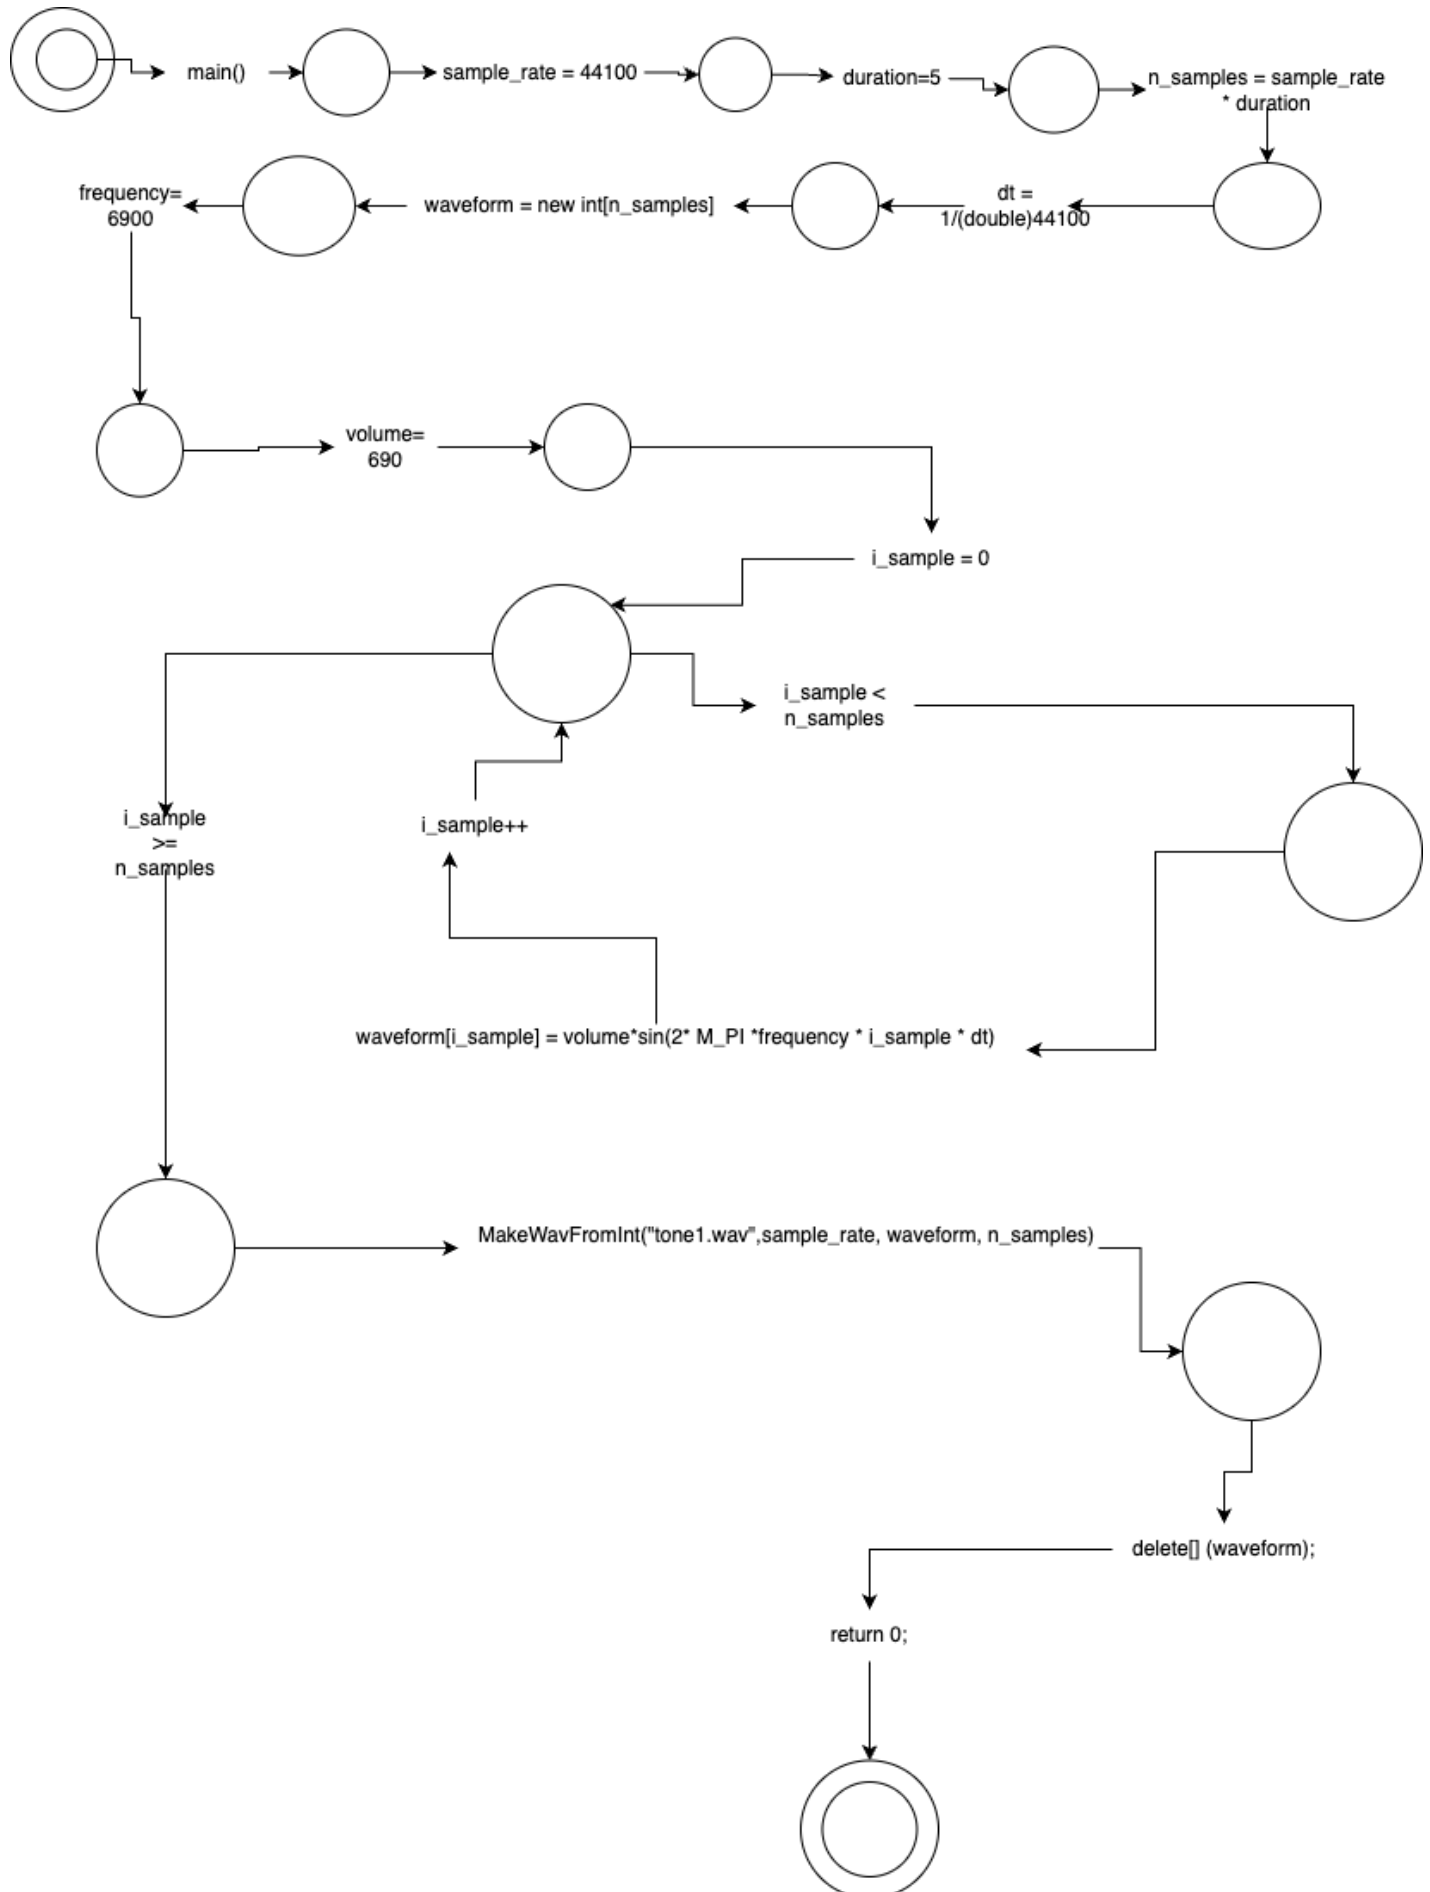 main()
sample_rate = 44100
duration=5
n_samples = sample_rate
* duration
dt =
1/(double)44100
waveform = new int[n_samples]
frequency=
6900
volume=
690
i_sample = 0
i_sample <
n_samples
i_sample
>=
n_samples
i_sample++
waveform[i_sample] = volume*sin(2* M_PI *frequency * i_sample * dt)
MakeWavFromInt("tone1.wav",sample_rate, waveform, n_samples)
delete[] (waveform);
return 0;